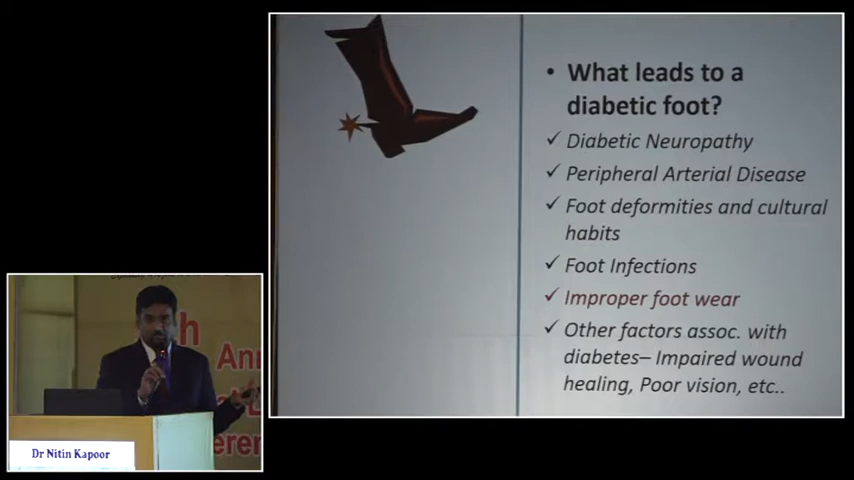 • What leads to a
diabetic foot?
✓ Diabetic Neuropathy
✓ Peripheral Arterial Disease
✓ Foot deformities and cultural
habits
✓ Foot Infections
✓ Improper foot wear
✓ Other factors assoc. with
diabetes– Impaired wound
healing, Poor vision, etc..
Dr Nitin Kapoor